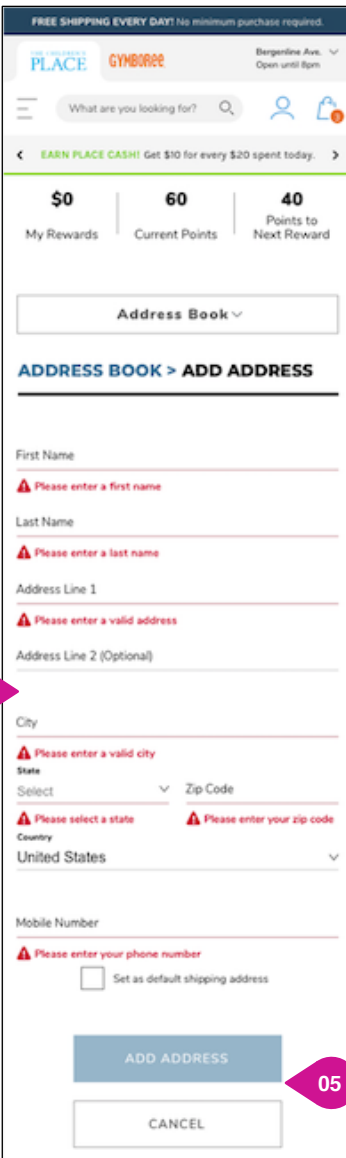 FREE SHIPPING EVERY DAY! No minimum purchase required.
THE CHILDREN'S
PLACE
GYMBOREE
Bergenline Ave.
Open until 8pm
What are you looking for?
3
EARN PLACE CASH! Get $10 for every $20 spent today.
$0
60
40
My Rewards
Current Points
Points to
Next Reward
Address Book
ADDRESS BOOK > ADD ADDRESS
First Name
Please enter a first name
Last Name
Please enter a last name
Address Line 1
Please enter a valid address
Address Line 2 (Optional)
City
Please enter a valid city
State
Select
Zip Code
Please select a state
Please enter your zip code
Country
United States
Mobile Number
Please enter your phone number
Set as default shipping address
ADD ADDRESS
05
CANCEL